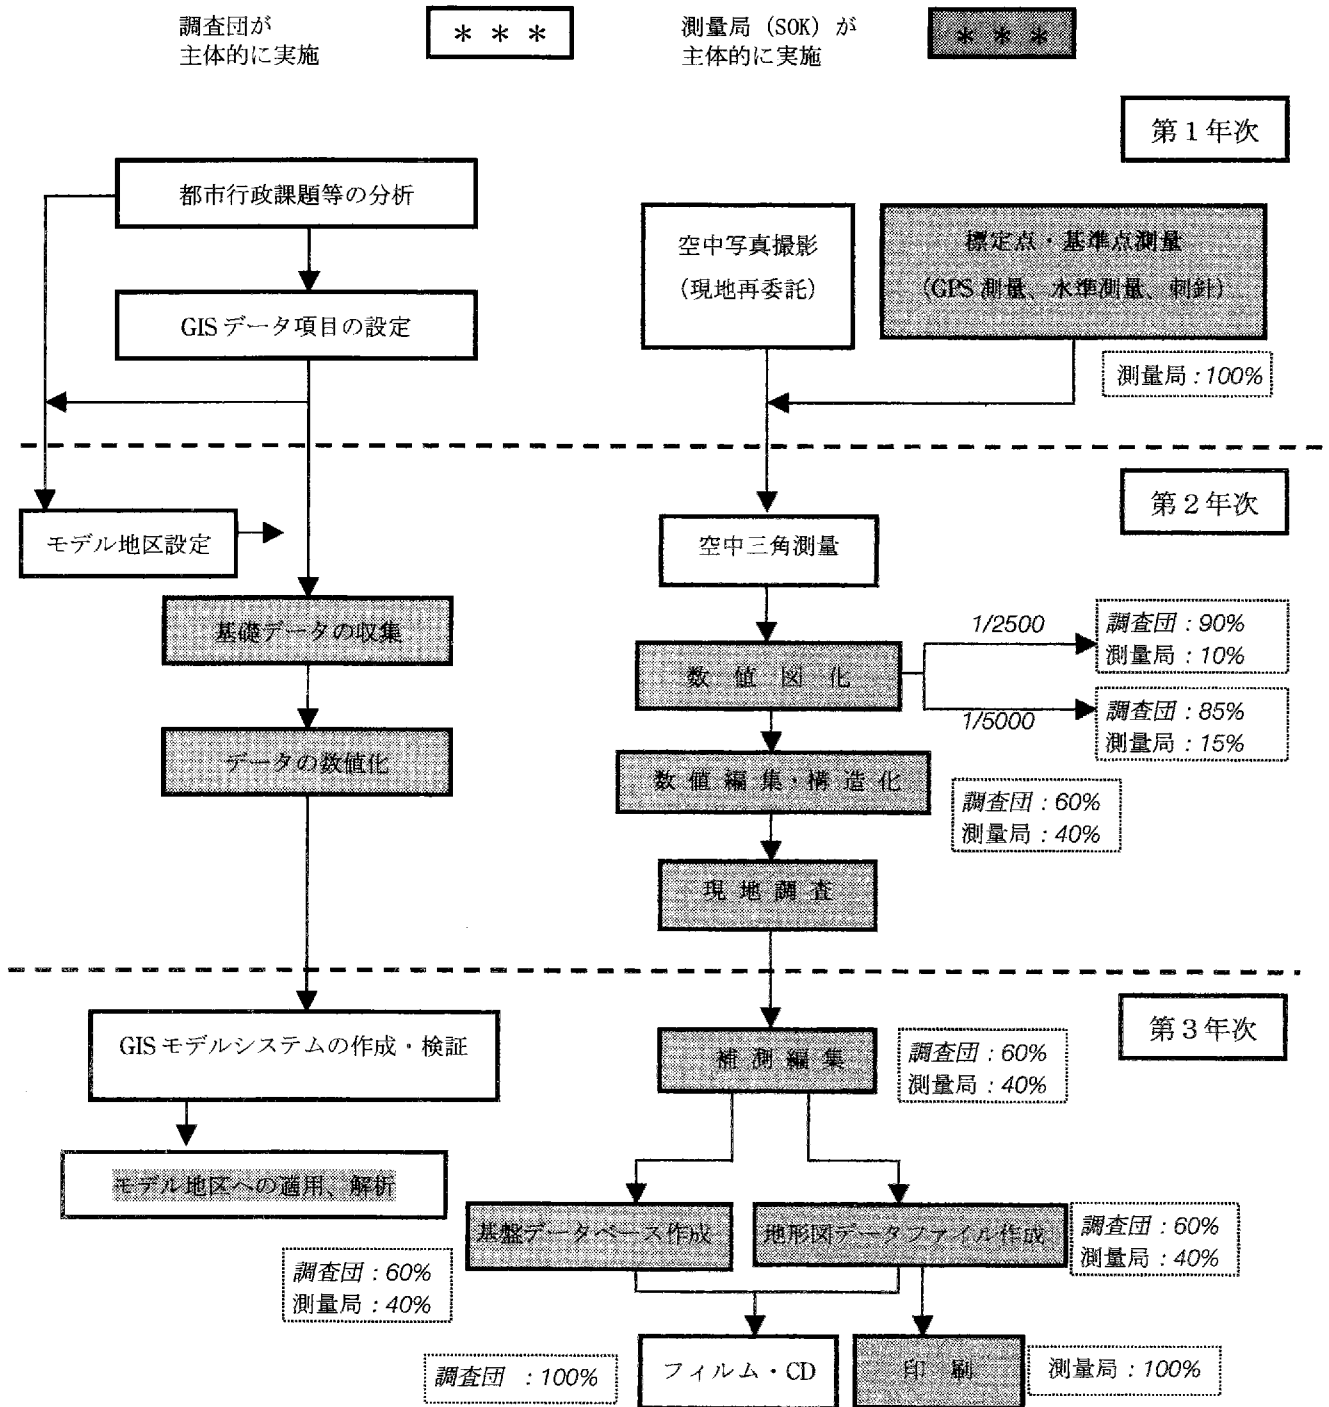 調査団が
主体的に実施
＊＊＊
測量局（SOK）が
主体的に実施
＊＊＊
第１年次
都市行政課題等の分析
GISデータ項目の設定
空中写真撮影
（現地再委託）
標定点・基準点測量
（GPS測量、水準測量、刺針）
測量局：100%
第２年次
モデル地区設定
空中三角測量
基礎データの収集
数値図化
1/2500
調査団：90%
測量局：10%
1/5000
調査団：85%
測量局：15%
データの数値化
数値編集・構造化
調査団：60%
測量局：40%
現地調査
第３年次
GISモデルシステムの作成・検証
補測編集
調査団：60%
測量局：40%
モデル地区への適用、解析
基盤データベース作成
地形図データファイル作成
調査団：60%
測量局：40%
調査団：60%
測量局：40%
調査団：100%
フィルム・CD
印刷
測量局：100%